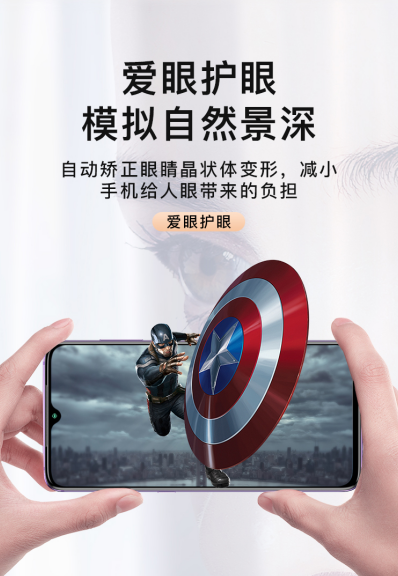 爱眼护眼
模拟自然景深
自动矫正眼睛晶状体变形，减小
手机给人眼带来的负担
爱眼护眼